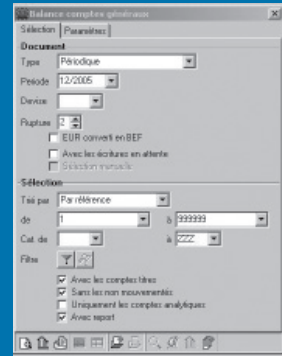 Balance comptes généraux
Sélection Paramètres
Document
Type Périodique
Période 12/2005
Devise
Rupture 2
EUR converti en BEF
Avec les écritures en attente
Sélection manuelle
Sélection
Trié par Par référence
de 1 à 999999
Cat. de à ZZZ
Filtre
Avec les comptes titres
Sans les non mouvementés
Uniquement les comptes analytiques
Avec report